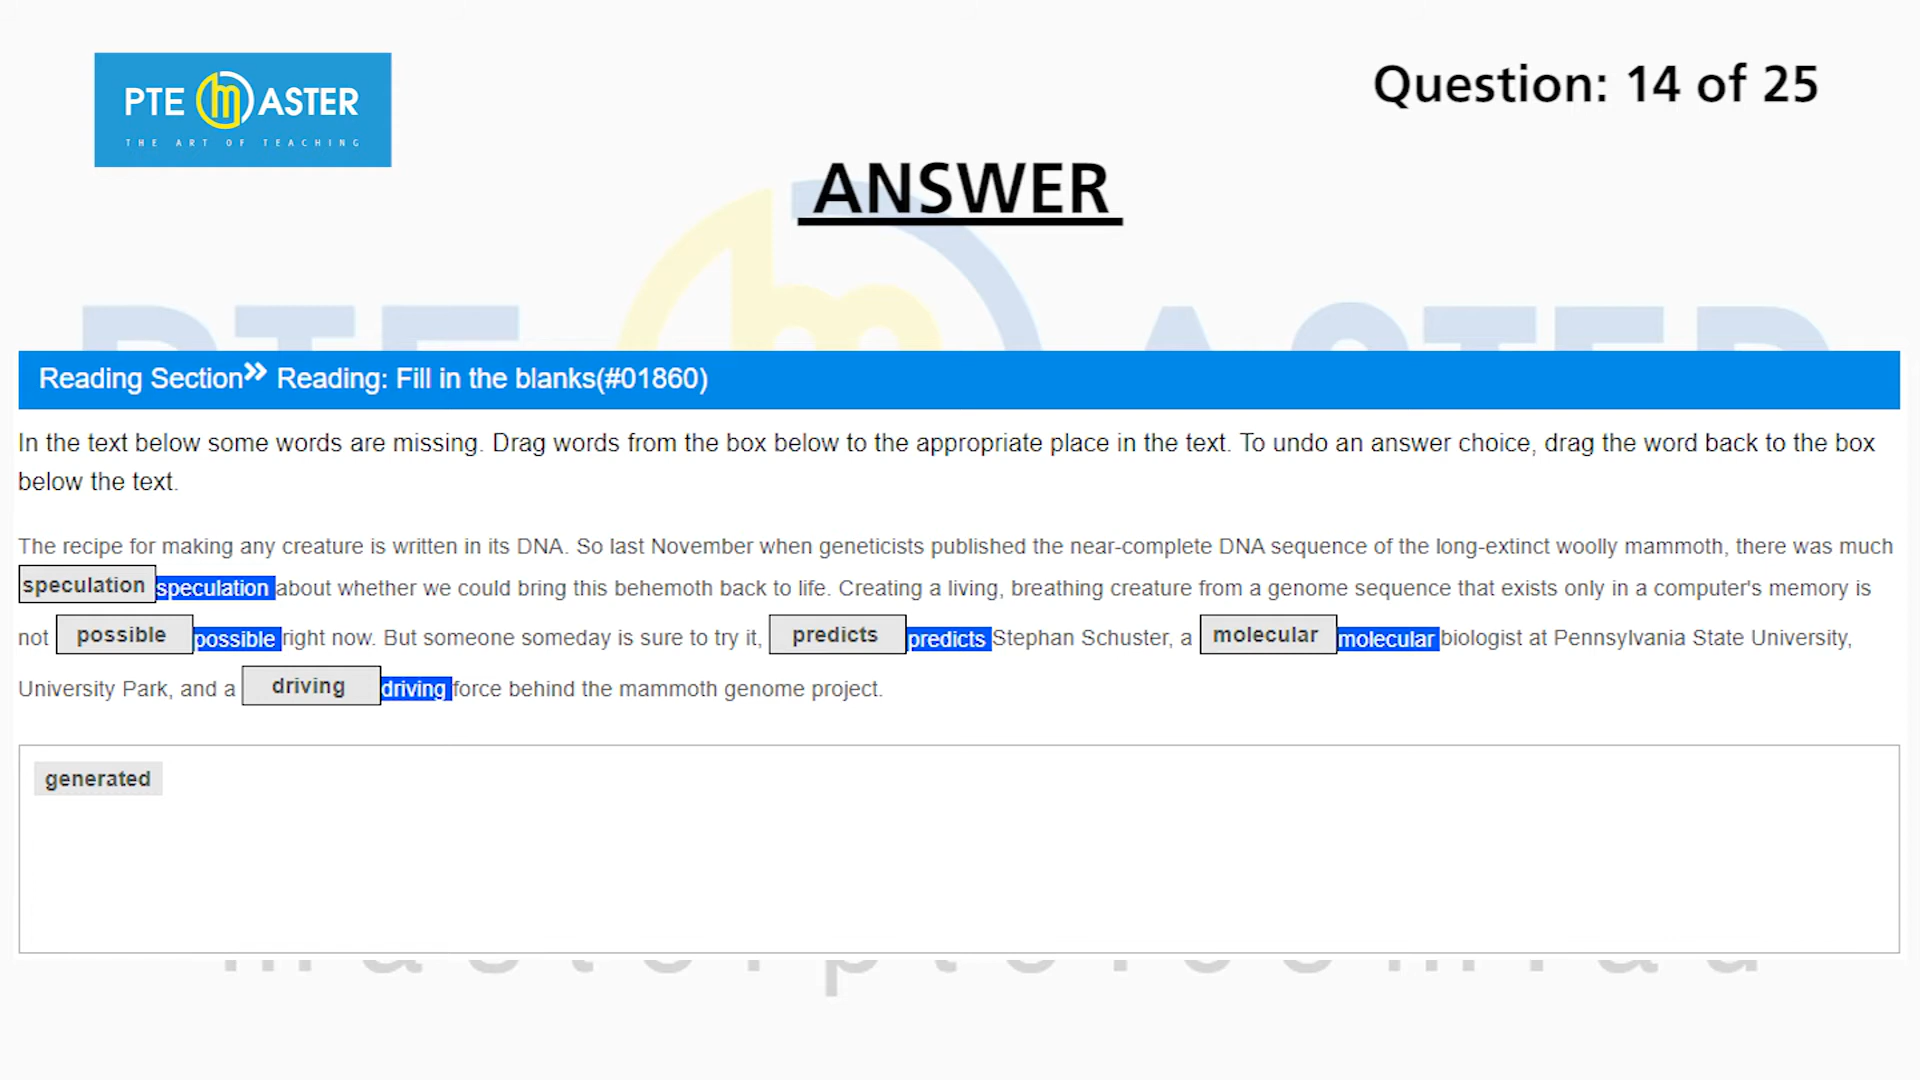 PTE MASTER
THE ART OF TEACHING
Question: 14 of 25
ANSWER
Reading Section» Reading: Fill in the blanks(#01860)
In the text below some words are missing. Drag words from the box below to the appropriate place in the text. To undo an answer choice, drag the word back to the box
below the text.
The recipe for making any creature is written in its DNA. So last November when geneticists published the near-complete DNA sequence of the long-extinct woolly mammoth, there was much
speculation speculation about whether we could bring this behemoth back to life. Creating a living, breathing creature from a genome sequence that exists only in a computer's memory is
not possible possible right now. But someone someday is sure to try it, predicts predicts Stephan Schuster, a molecular molecular biologist at Pennsylvania State University,
University Park, and a driving driving force behind the mammoth genome project.
generated